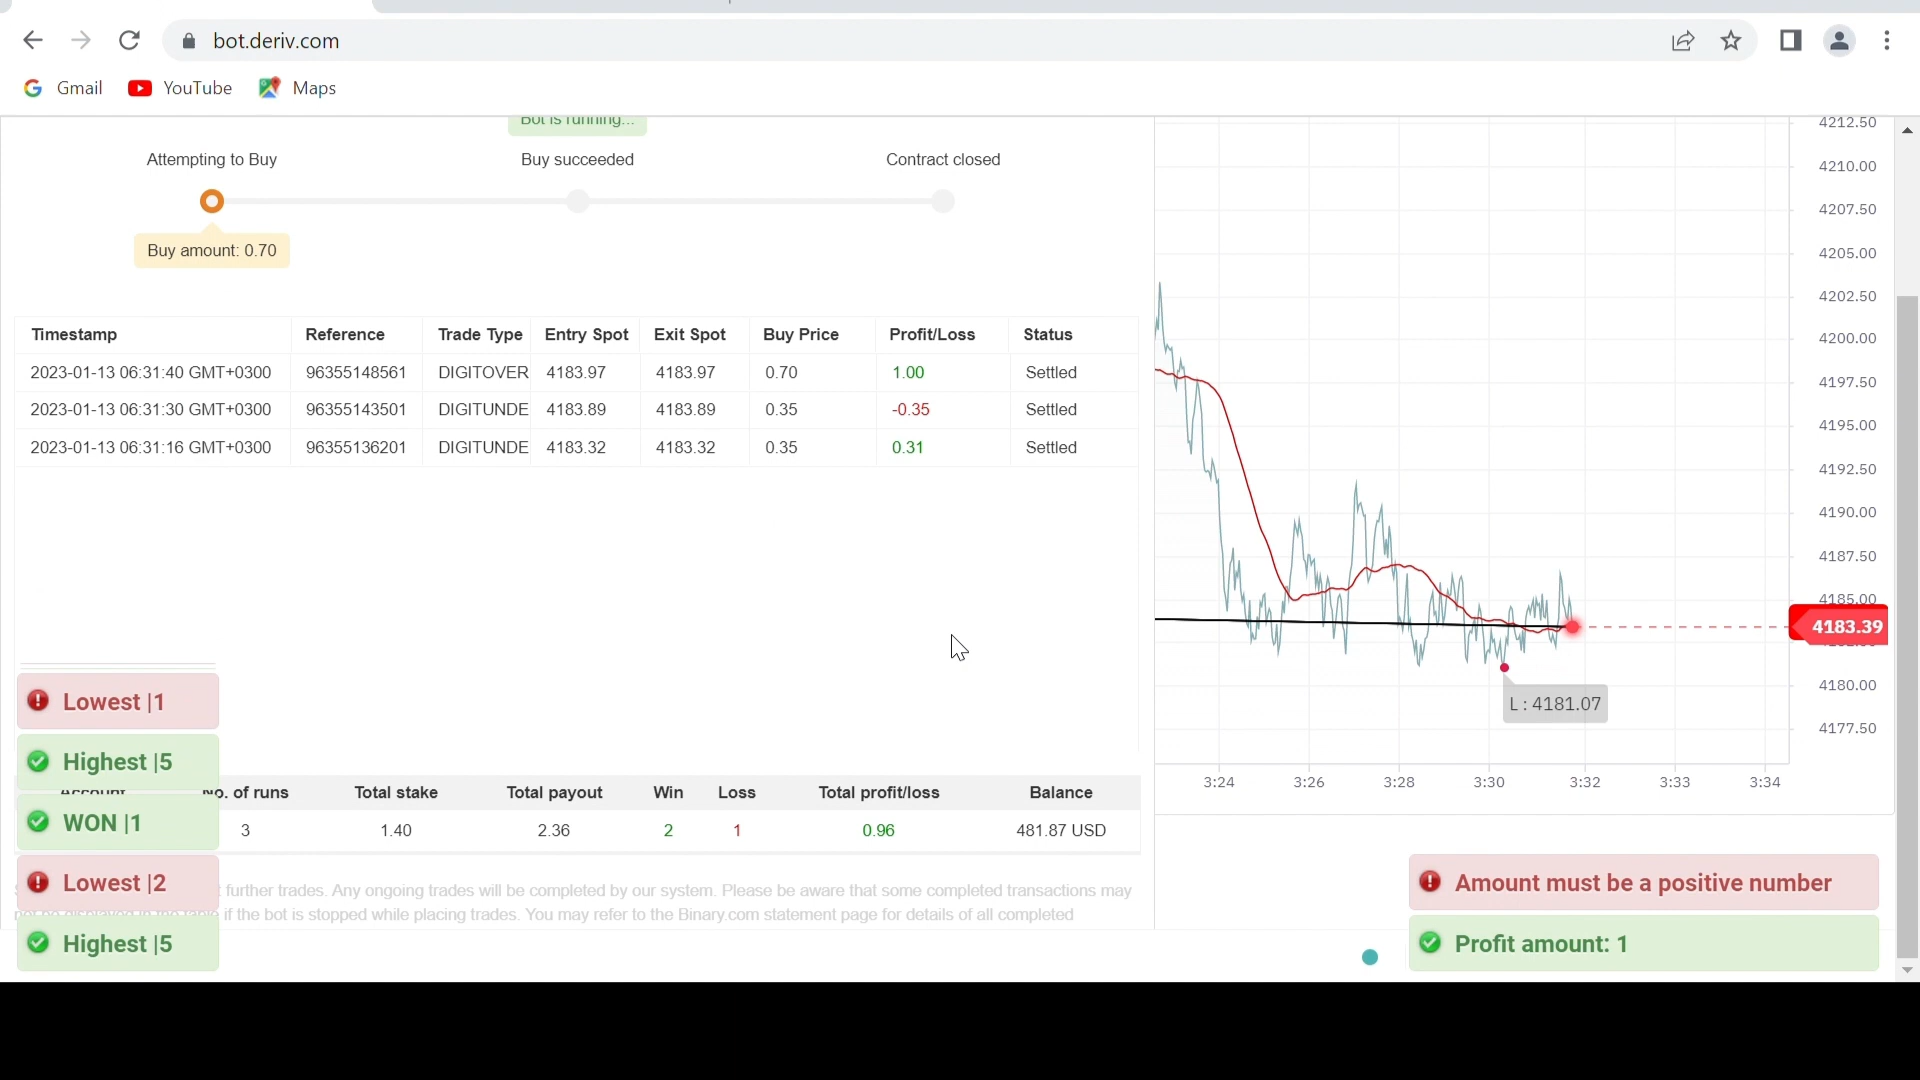 bot.deriv.com
Gmail YouTube Maps
Bot is running...
Attempting to Buy Buy succeeded Contract closed
Buy amount: 0.70
Timestamp Reference Trade Type Entry Spot Exit Spot Buy Price Profit/Loss Status
2023-01-13 06:31:40 GMT+0300 96355148561 DIGITOVER 4183.97 4183.97 0.70 1.00 Settled
2023-01-13 06:31:30 GMT+0300 96355143501 DIGITUNDE 4183.89 4183.89 0.35 -0.35 Settled
2023-01-13 06:31:16 GMT+0300 96355136201 DIGITUNDE 4183.32 4183.32 0.35 0.31 Settled
Lowest |1
Highest |5
Account No. of runs Total stake Total payout Win Loss Total profit/loss Balance
WON |1
3 1.40 2.36 2 1 0.96 481.87 USD
Lowest |2
further trades. Any ongoing trades will be completed by our system. Please be aware that some completed transactions may
not be displayed in the table if the bot is stopped while placing trades. You may refer to the Binary.com statement page for details of all completed
Highest |5
4212.50
4210.00
4207.50
4205.00
4202.50
4200.00
4197.50
4195.00
4192.50
4190.00
4187.50
4185.00
4183.39
4180.00
L : 4181.07
4177.50
3:24 3:26 3:28 3:30 3:32 3:33 3:34
Amount must be a positive number
Profit amount: 1